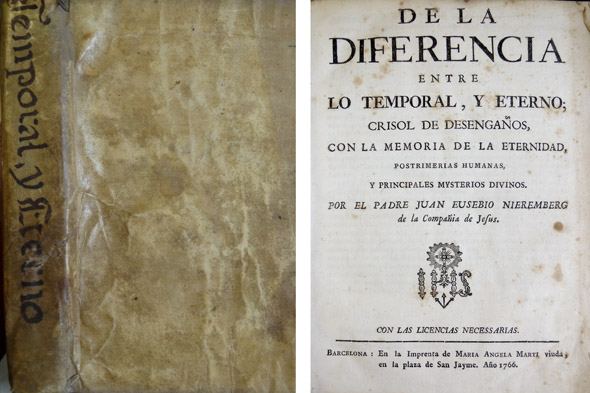 Temporal, y Eterno
DE LA
DIFERENCIA
ENTRE
LO TEMPORAL, Y ETERNO;
CRISOL DE DESENGAÑOS,
CON LA MEMORIA DE LA ETERNIDAD,
POSTRIMERIAS HUMANAS,
Y PRINCIPALES MYSTERIOS DIVINOS.
POR EL PADRE JUAN EUSEBIO NIEREMBERG
de la Compañia de Jesus.
IHS
CON LAS LICENCIAS NECESSARIAS.
BARCELONA: En la Imprenta de MARIA ANGELA MARTI viuda,
en la plaza de San Jayme. Año 1766.